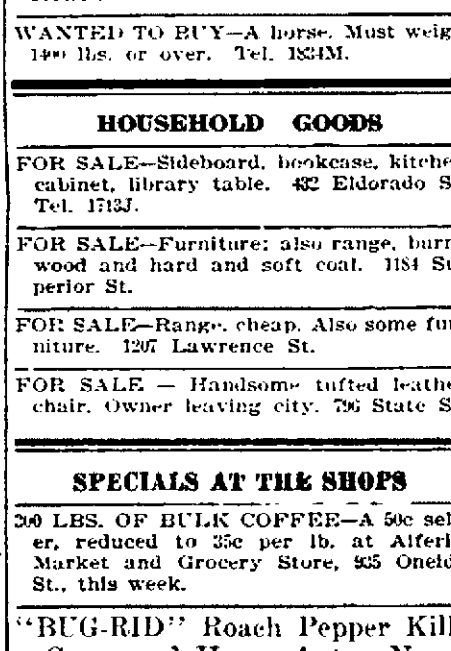 WANTED TO BUY—A horse. Must weig
1400 lbs. or over. Tel. 1834M.
HOUSEHOLD GOODS
FOR SALE—Sideboard, bookcase, kitche
cabinet, library table. 432 Eldorado S
Tel. 1713J.
FOR SALE—Furniture; also range, burn
wood and hard and soft coal. 1184 Su
perior St.
FOR SALE—Range, cheap. Also some fur
niture. 1207 Lawrence St.
FOR SALE — Handsome tufted leathe
chair. Owner leaving city. 796 State S
SPECIALS AT THE SHOPS
200 LBS. OF BULK COFFEE—A 50c sel
er, reduced to 35c per lb. at Alferi
Market and Grocery Store, 935 Oneid
St., this week.
"BUG-RID" Roach Pepper Kill